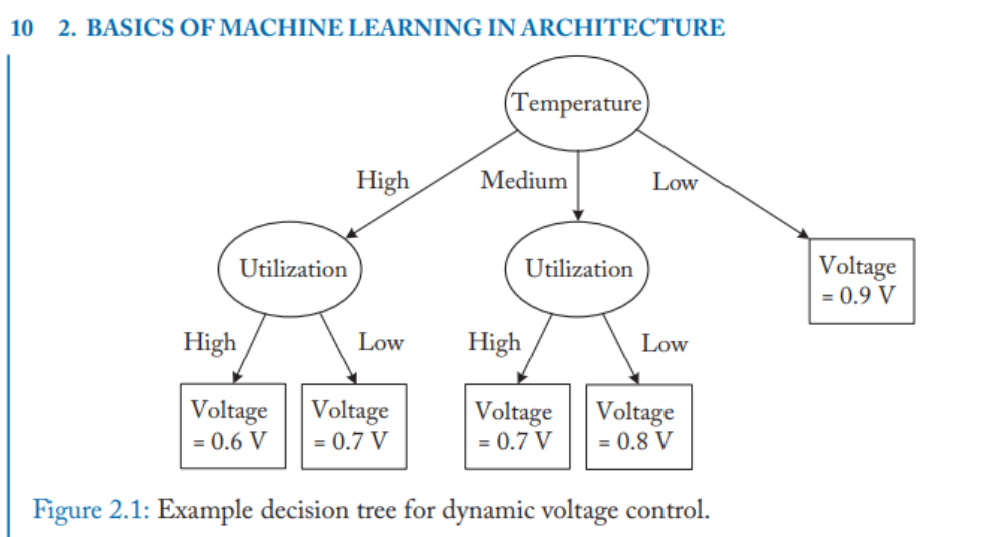 10 2. BASICS OF MACHINE LEARNING IN ARCHITECTURE
Temperature
High
Medium
Low
Utilization
Utilization
Voltage
= 0.9 V
High
Low
High
Low
Voltage
= 0.6 V
Voltage
= 0.7 V
Voltage
= 0.7 V
Voltage
= 0.8 V
Figure 2.1: Example decision tree for dynamic voltage control.